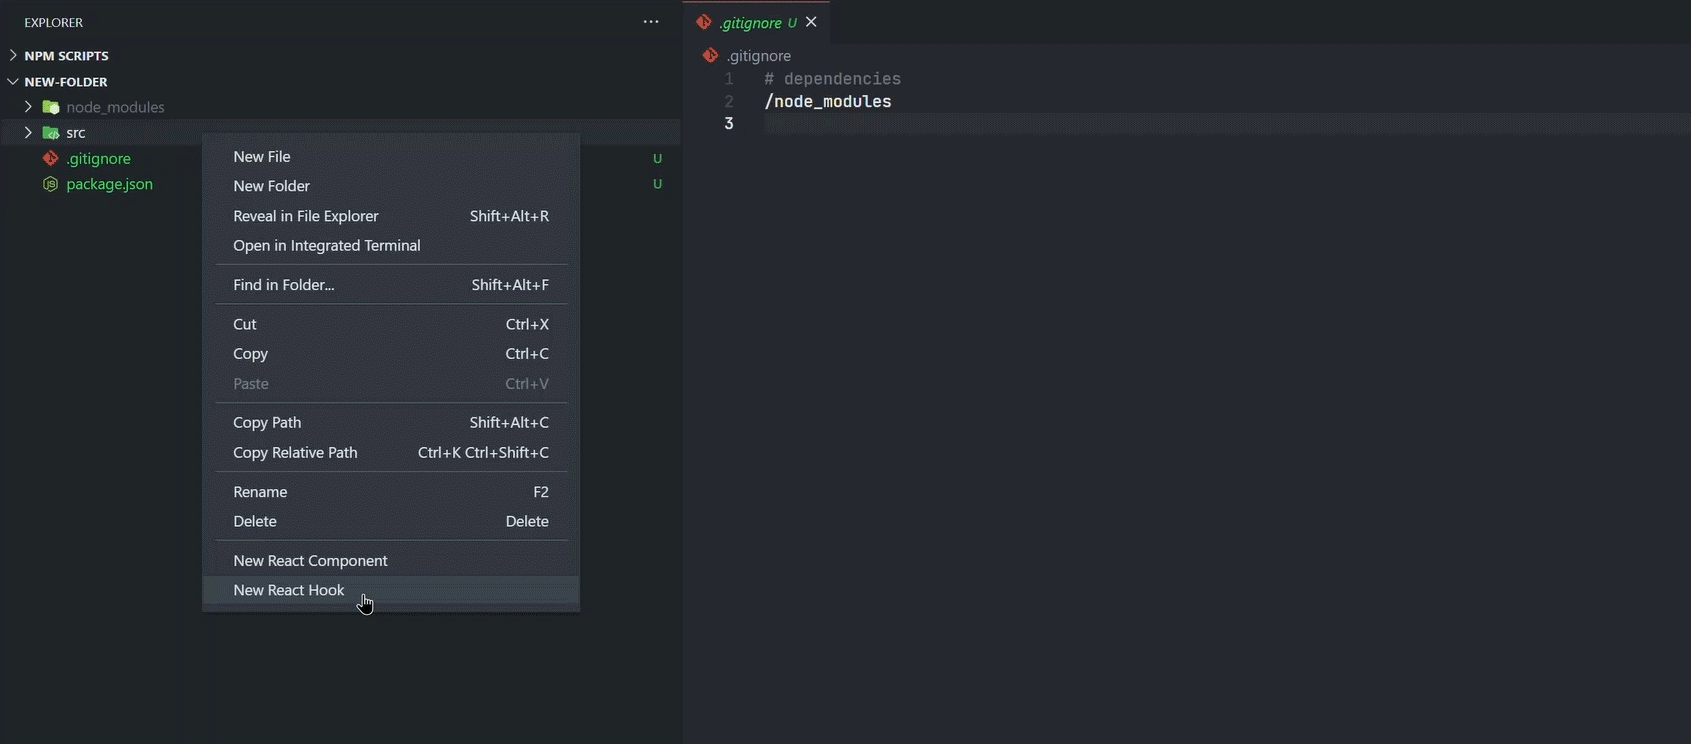 EXPLORER
NPM SCRIPTS
NEW-FOLDER
node_modules
src
.gitignore U
package.json U
New File
New Folder
Reveal in File Explorer Shift+Alt+R
Open in Integrated Terminal
Find in Folder... Shift+Alt+F
Cut Ctrl+X
Copy Ctrl+C
Paste Ctrl+V
Copy Path Shift+Alt+C
Copy Relative Path Ctrl+K Ctrl+Shift+C
Rename F2
Delete Delete
New React Component
New React Hook
.gitignore U
.gitignore
1 # dependencies
2 /node_modules
3